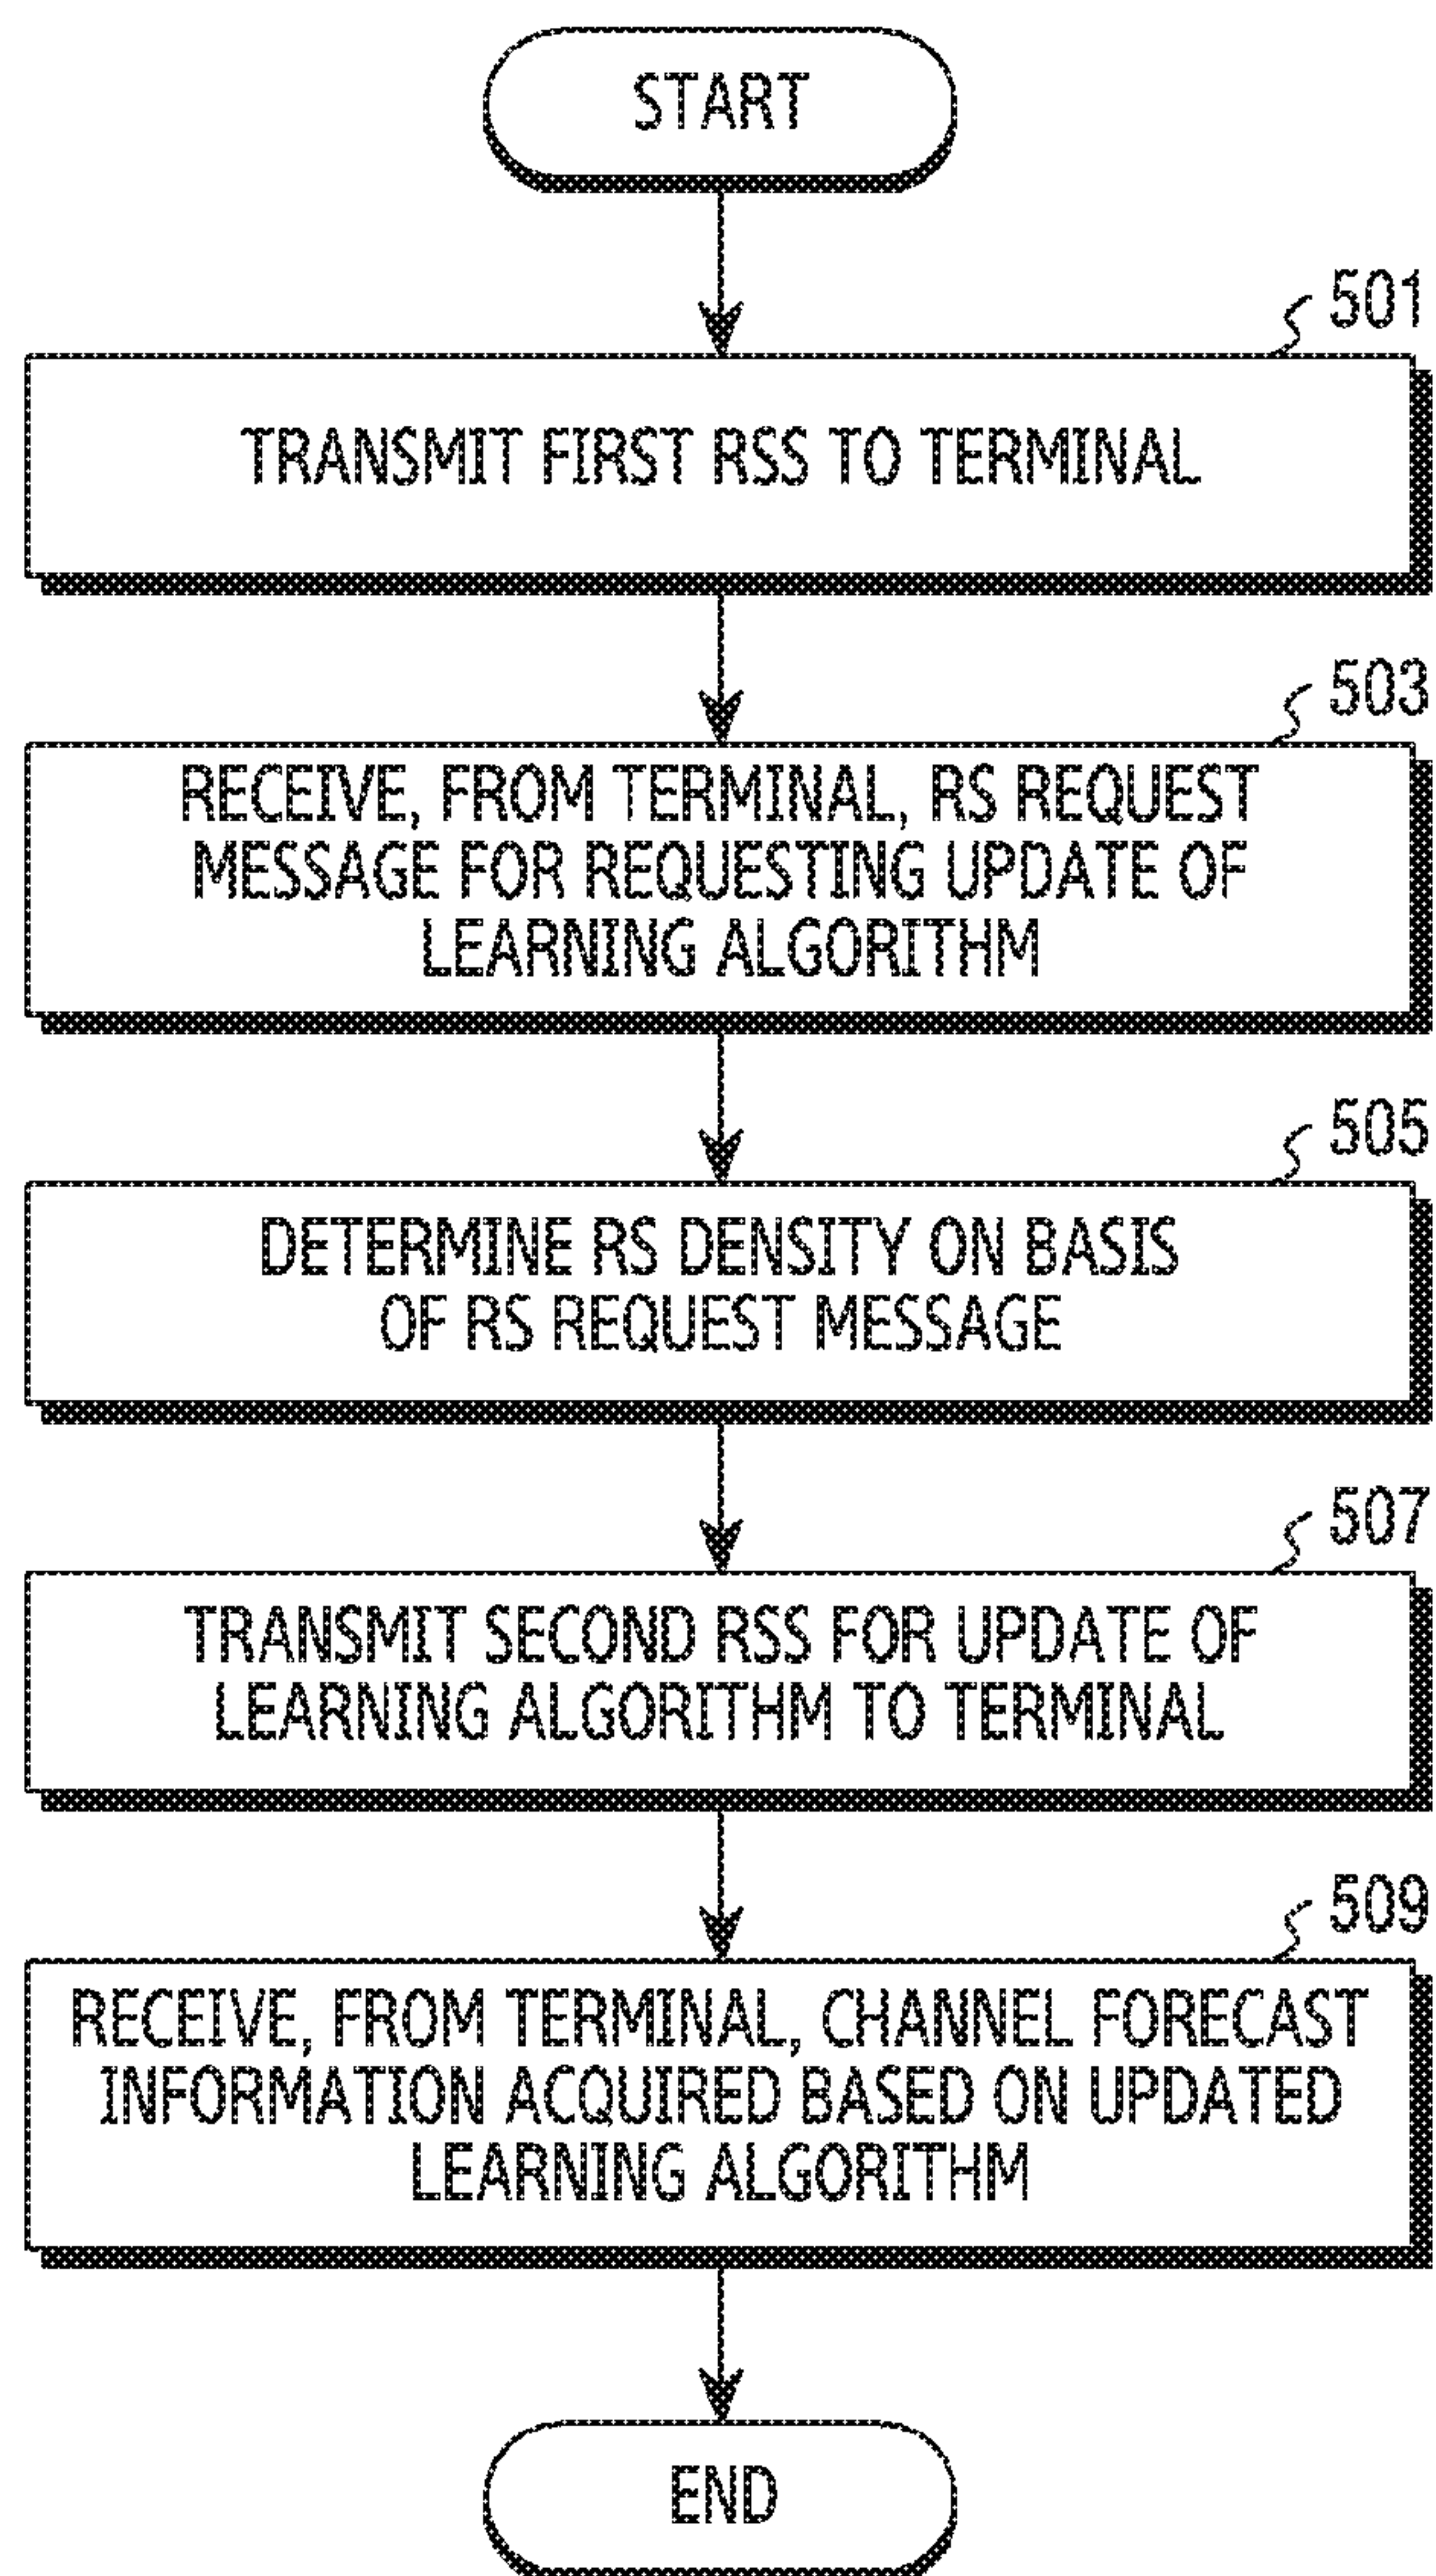 START
501
TRANSMIT FIRST RSS TO TERMINAL
503
RECEIVE, FROM TERMINAL, RS REQUEST
MESSAGE FOR REQUESTING UPDATE OF
LEARNING ALGORITHM
505
DETERMINE RS DENSITY ON BASIS
OF RS REQUEST MESSAGE
507
TRANSMIT SECOND RSS FOR UPDATE OF
LEARNING ALGORITHM TO TERMINAL
509
RECEIVE, FROM TERMINAL, CHANNEL FORECAST
INFORMATION ACQUIRED BASED ON UPDATED
LEARNING ALGORITHM
END